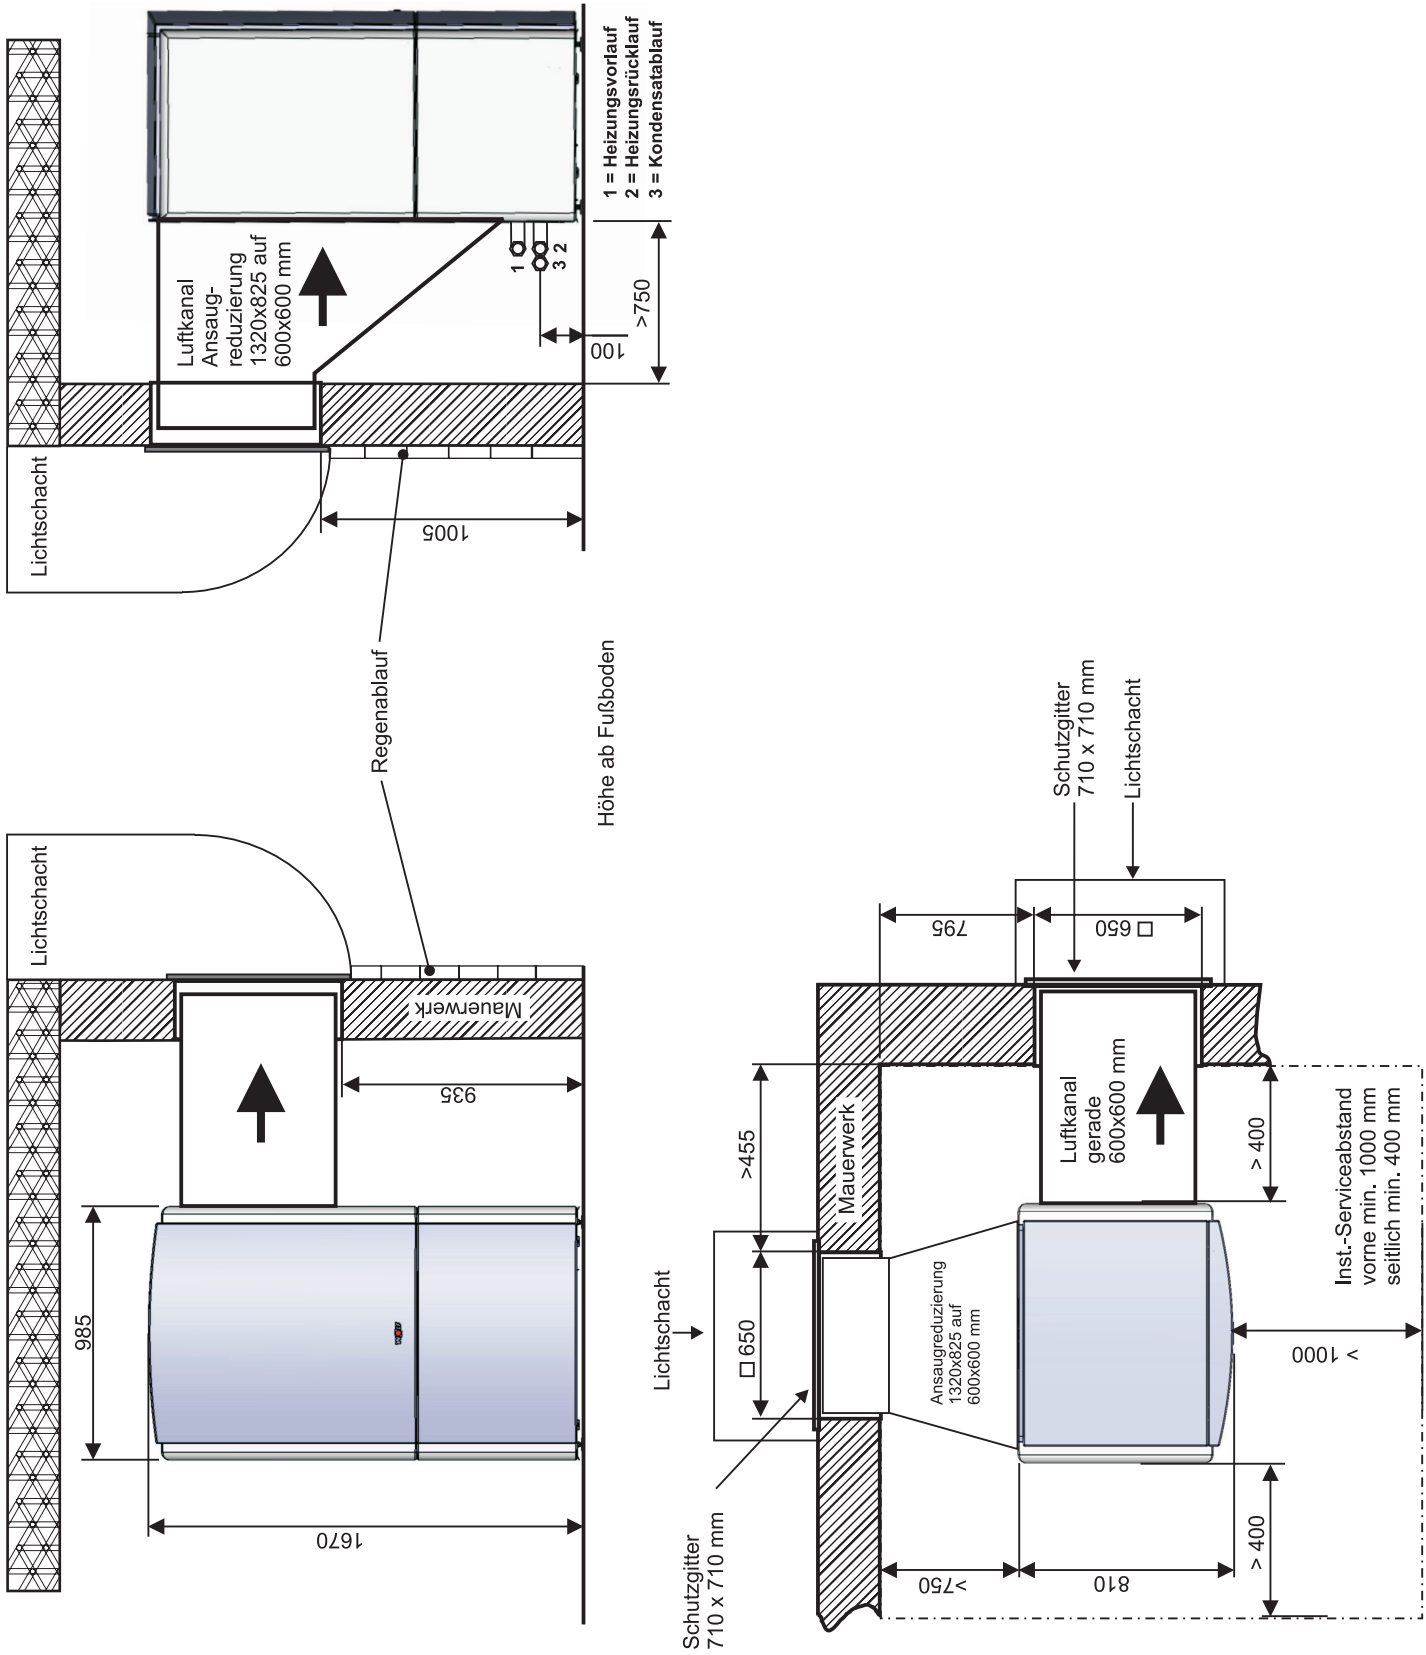 Lichtschacht
985
1670
935
Mauerwerk
Regenablauf
Höhe ab Fußboden
Lichtschacht
1005
Luftkanal
Ansaug-
reduzierung
1320x825 auf
600x600 mm
1
2
3
100
>750
1 = Heizungsvorlauf
2 = Heizungsrücklauf
3 = Kondensatablauf
Schutzgitter
710 x 710 mm
Lichtschacht
□ 650
>455
Mauerwerk
Ansaugreduzierung
1320x825 auf
600x600 mm
>750
810
> 400
> 1000
Luftkanal
gerade
600x600 mm
> 400
795
□ 650
Schutzgitter
710 x 710 mm
Lichtschacht
Inst.-Serviceabstand
vorne min. 1000 mm
seitlich min. 400 mm